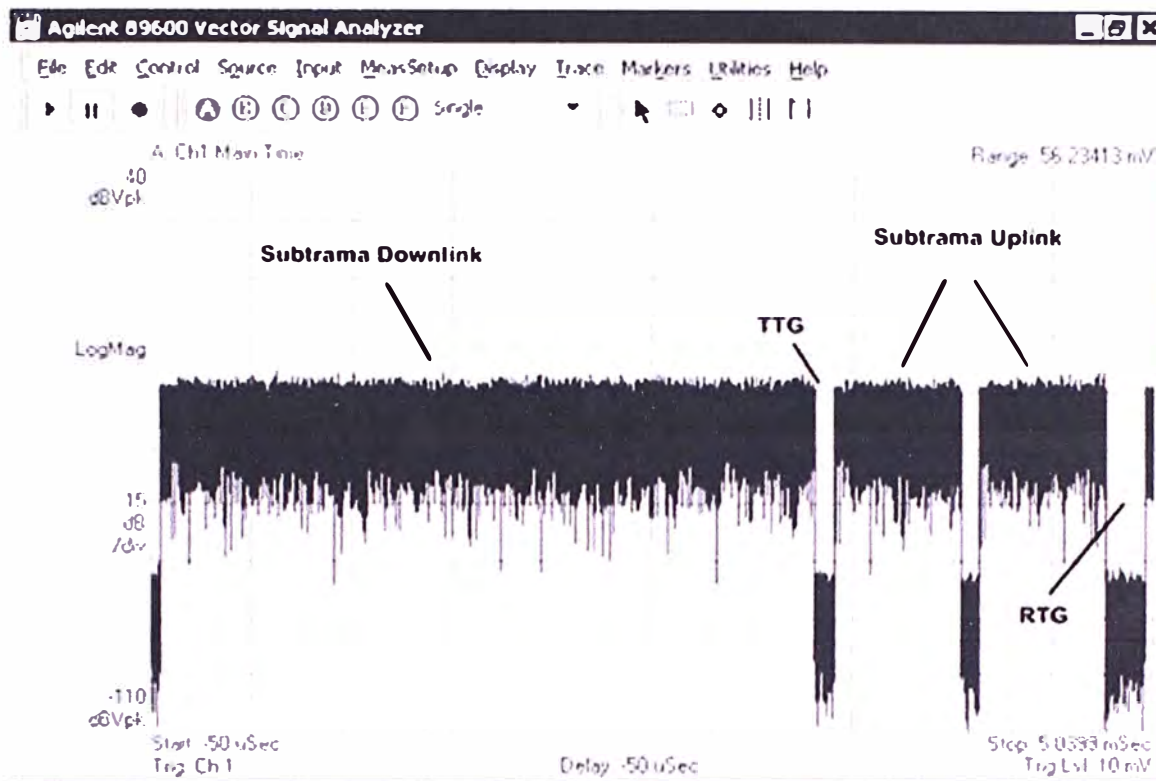 Agilent 89600 Vector Signal Analyzer
File Edit Control Source Input MeasSetup Display Trace Markers Utilities Help
A B C D E F Single
A: Ch1 Main Time
Range: 56.23413 mV
40
dBVpk
Subtrama Downlink
Subtrama Uplink
TTG
LogMag
15
dB
/div
RTG
-110
dBVpk
Start: -50 uSec
Stop: 5.0393 mSec
Trig: Ch 1
Delay: -50 uSec
Trig Lvl: 10 mV